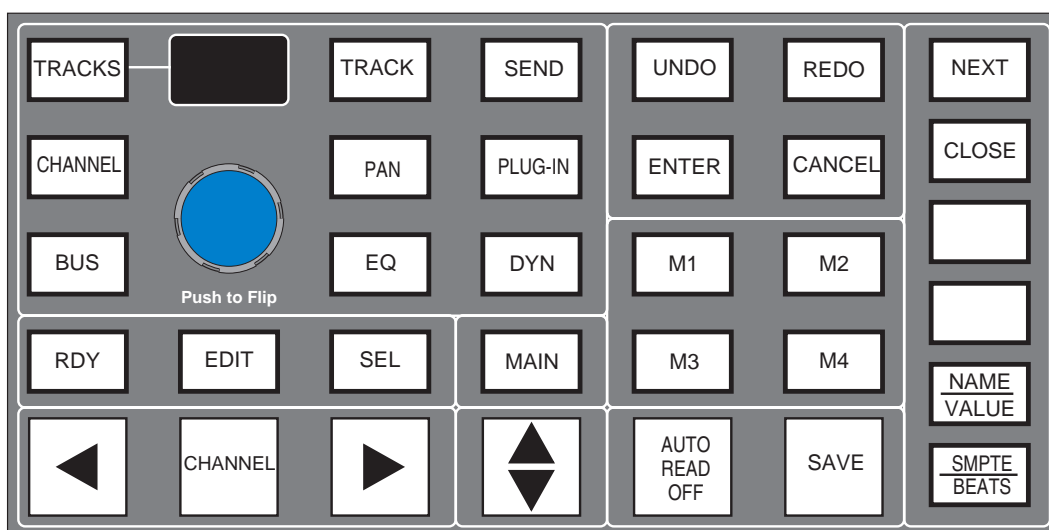 TRACKS
TRACK
SEND
UNDO
REDO
NEXT
CHANNEL
PAN
PLUG-IN
ENTER
CANCEL
CLOSE
BUS
Push to Flip
EQ
DYN
M1
M2
RDY
EDIT
SEL
MAIN
M3
M4
NAME
VALUE
CHANNEL
AUTO
READ
OFF
SAVE
SMPTE
BEATS